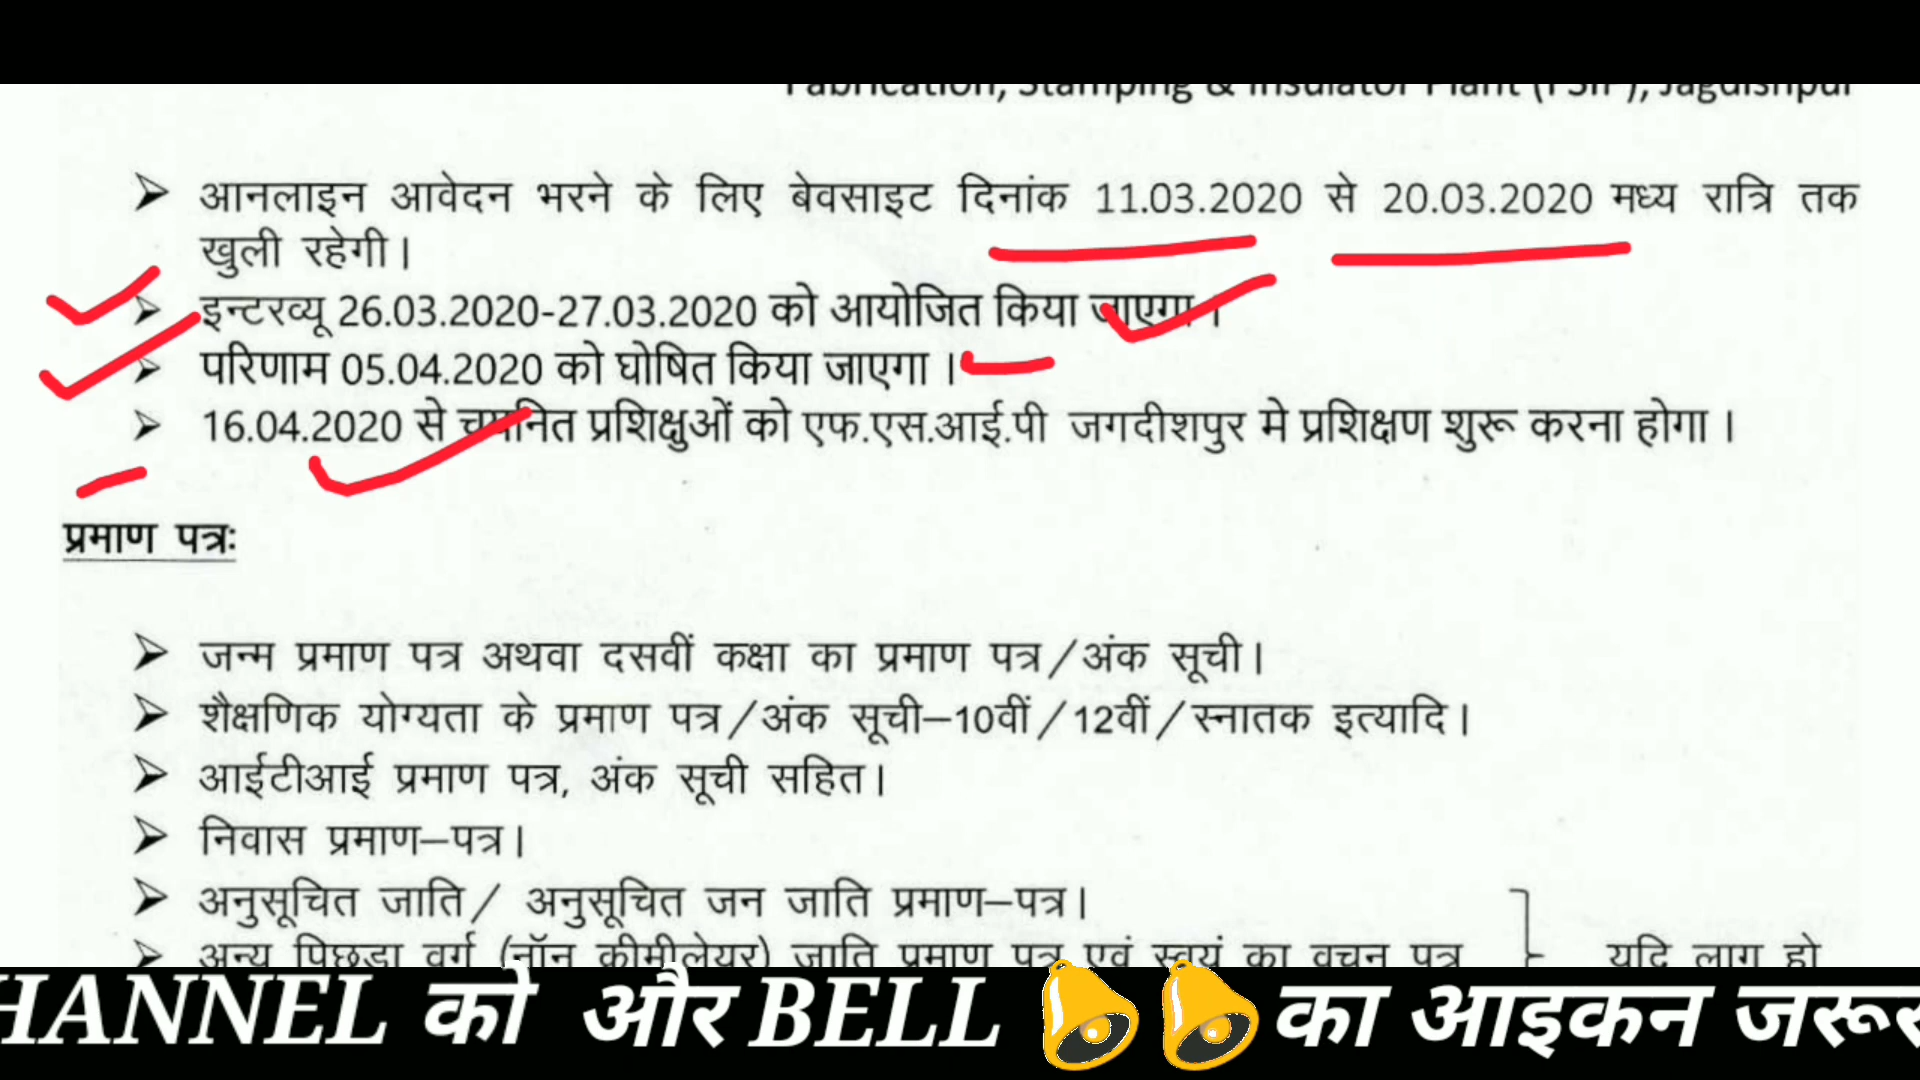 Fabrication, Stamping & Insulator Plant (FSIP), Jagdishpur
आनलाइन आवेदन भरने के लिए बेवसाइट दिनांक 11.03.2020 से 20.03.2020 मध्य रात्रि तक
खुली रहेगी।
इन्टरव्यू 26.03.2020-27.03.2020 को आयोजित किया जाएगा ।
परिणाम 05.04.2020 को घोषित किया जाएगा ।
16.04.2020 से चयनित प्रशिक्षुओं को एफ.एस.आई.पी जगदीशपुर मे प्रशिक्षण शुरू करना होगा ।
प्रमाण पत्रः
जन्म प्रमाण पत्र अथवा दसवीं कक्षा का प्रमाण पत्र/अंक सूची।
शैक्षणिक योग्यता के प्रमाण पत्र/अंक सूची–10वीं/12वीं/स्नातक इत्यादि।
आईटीआई प्रमाण पत्र, अंक सूची सहित।
निवास प्रमाण–पत्र।
अनुसूचित जाति/ अनुसूचित जन जाति प्रमाण–पत्र।
अन्य पिछड़ा वर्ग (नॉन क्रीमीलेयर) जाति प्रमाण पत्र एवं स्वयं का वचन पत्र यदि लागू हो
HANNEL को और BELL 🔔🔔 का आइकन जरूर